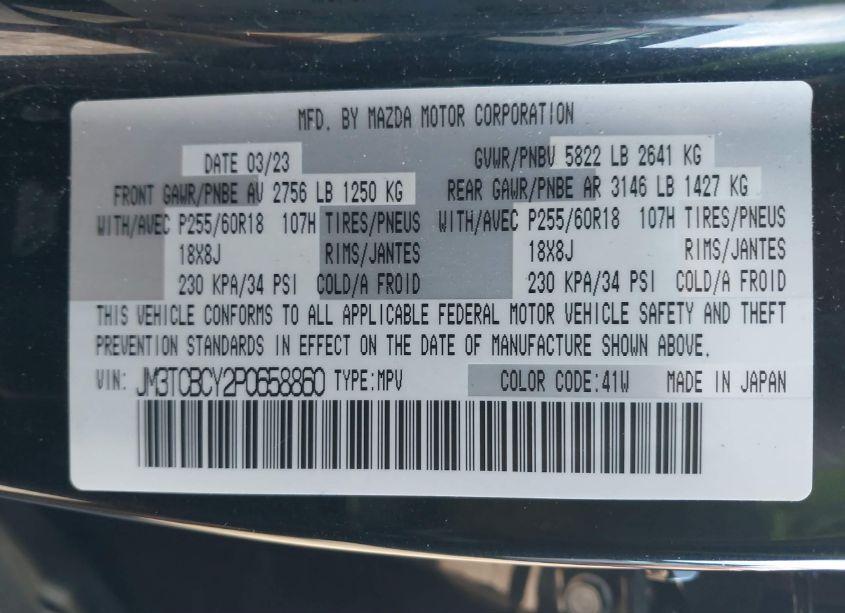 MFD. BY MAZDA MOTOR CORPORATION
DATE 03/23 GVWR/PNBV 5822 LB 2641 KG
FRONT GAWR/PNBE AV 2756 LB 1250 KG REAR GAWR/PNBE AR 3146 LB 1427 KG
WITH/AVEC P255/60R18 107H TIRES/PNEUS WITH/AVEC P255/60R18 107H TIRES/PNEUS
18X8J RIMS/JANTES 18X8J RIMS/JANTES
230 KPA/34 PSI COLD/A FROID 230 KPA/34 PSI COLD/A FROID
THIS VEHICLE CONFORMS TO ALL APPLICABLE FEDERAL MOTOR VEHICLE SAFETY AND THEFT
PREVENTION STANDARDS IN EFFECT ON THE DATE OF MANUFACTURE SHOWN ABOVE.
VIN: JM3TCBCY2P0658860 TYPE:MPV COLOR CODE:41W MADE IN JAPAN